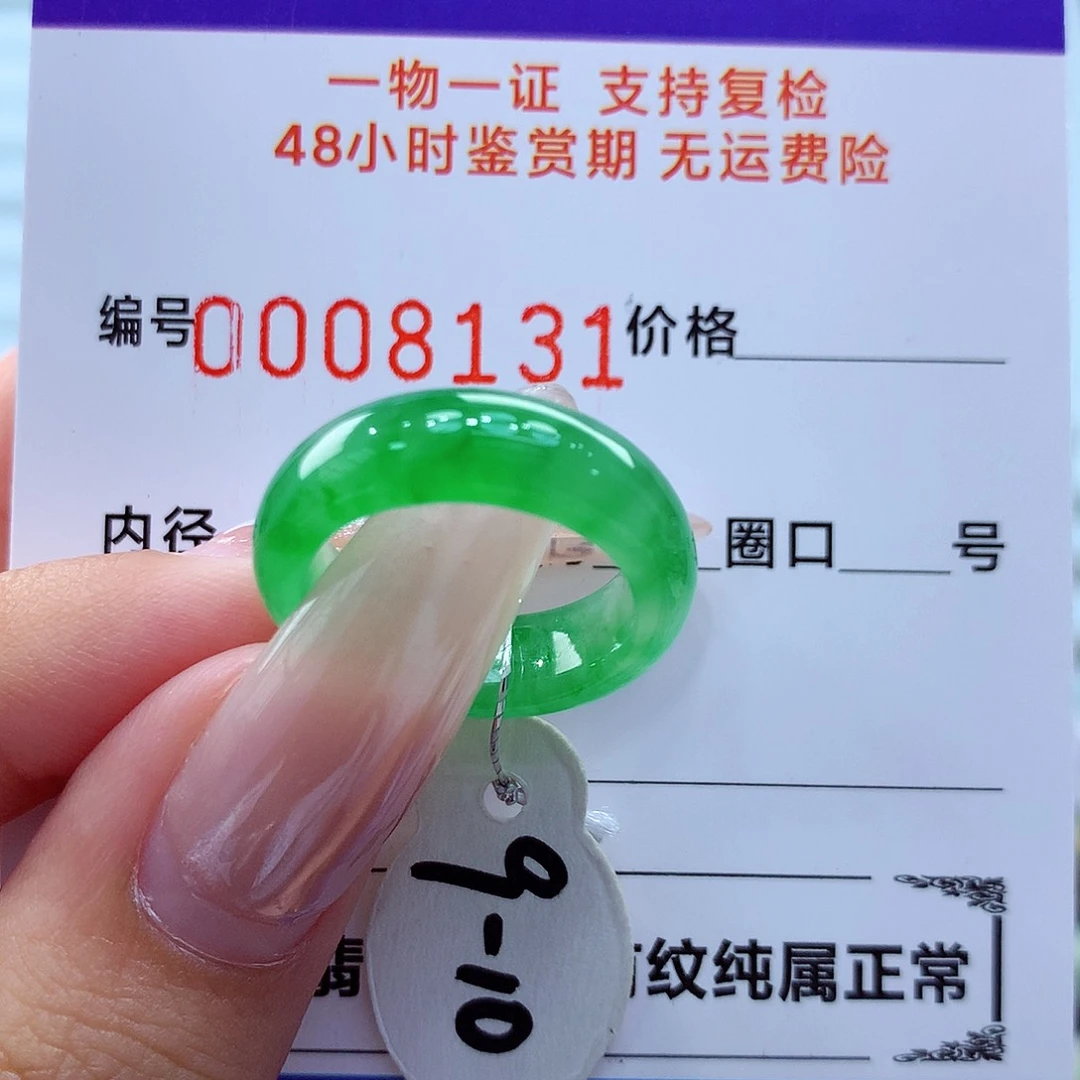 一物一证 支持复检
48小时鉴赏期 无运费险
编号0008131价格
内径 圈口 号
9-10
翡 纹纯属正常